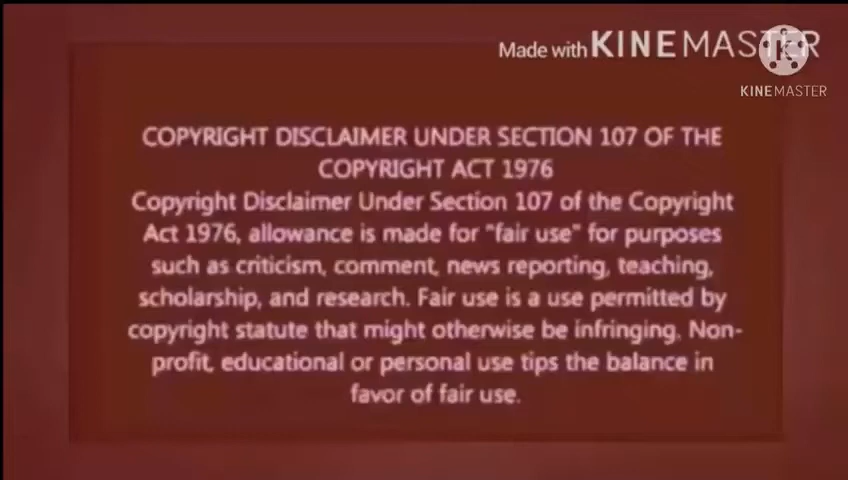 Made with KINEMASTER
K
KINEMASTER
COPYRIGHT DISCLAIMER UNDER SECTION 107 OF THE
COPYRIGHT ACT 1976
Copyright Disclaimer Under Section 107 of the Copyright
Act 1976, allowance is made for "fair use" for purposes
such as criticism, comment, news reporting, teaching,
scholarship, and research. Fair use is a use permitted by
copyright statute that might otherwise be infringing. Non-
profit, educational or personal use tips the balance in
favor of fair use.